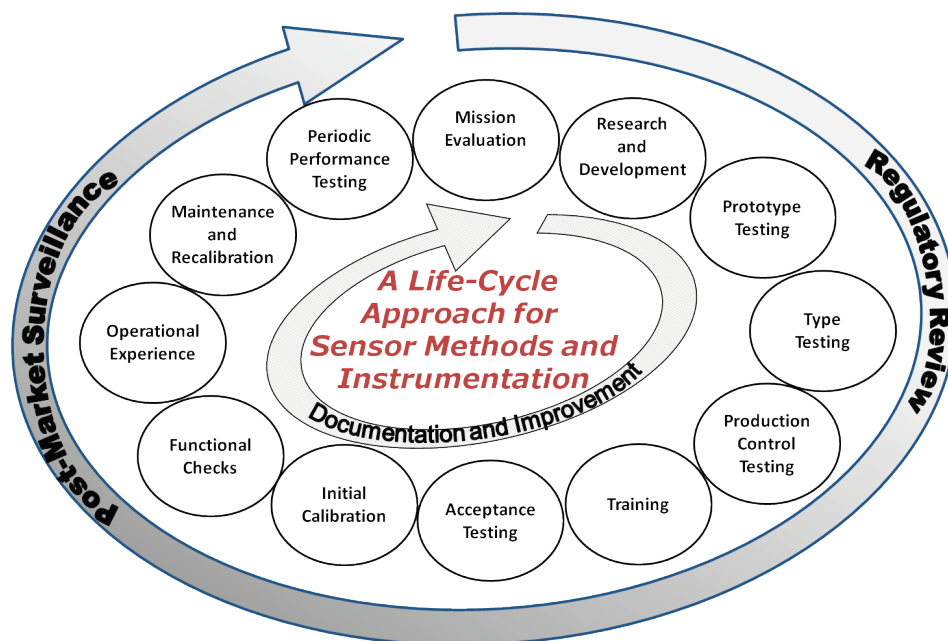 Mission
Evaluation
Research
and
Development
Prototype
Testing
Type
Testing
Production
Control
Testing
Training
Acceptance
Testing
Initial
Calibration
Functional
Checks
Operational
Experience
Maintenance
and
Recalibration
Periodic
Performance
Testing
Regulatory Review
Post-Market Surveillance
A Life-Cycle
Approach for
Sensor Methods and
Instrumentation
Documentation and Improvement